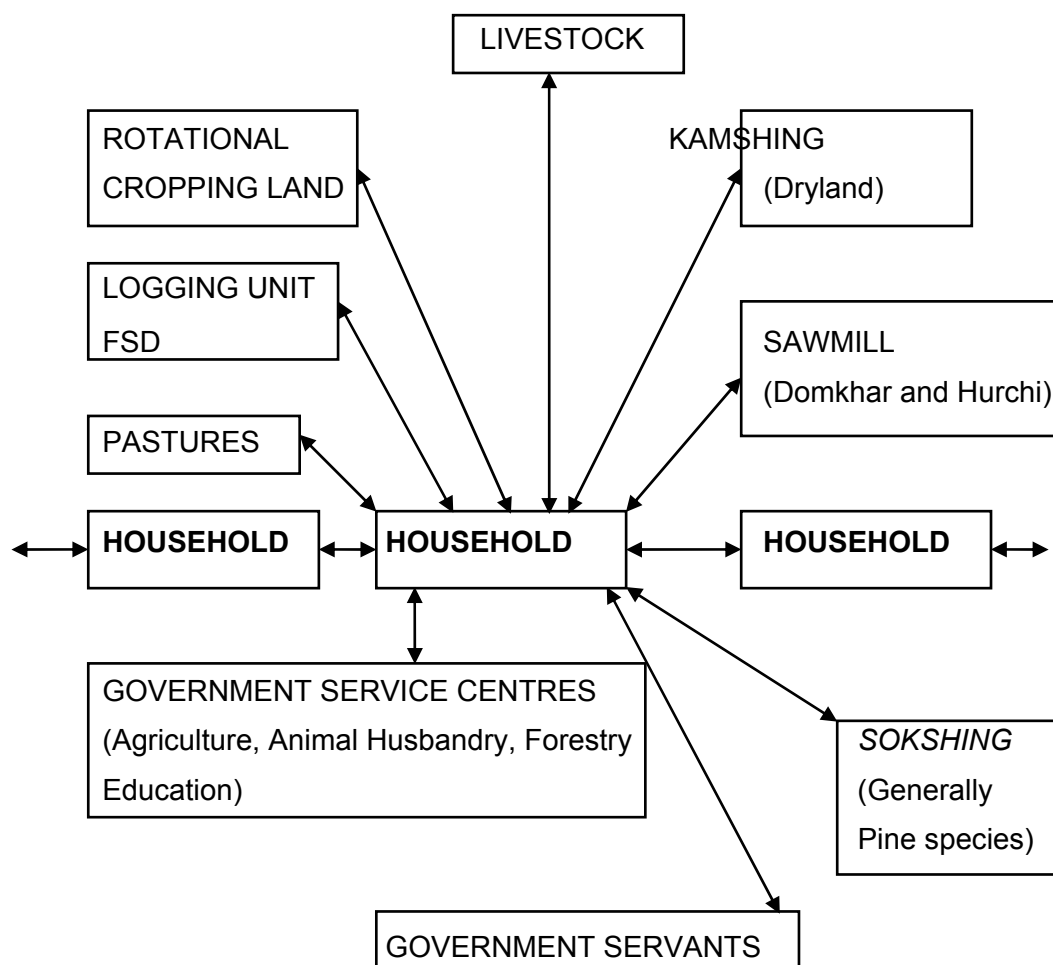 LIVESTOCK
ROTATIONAL
CROPPING LAND
KAMSHING
(Dryland)
LOGGING UNIT
FSD
SAWMILL
(Domkhar and Hurchi)
PASTURES
HOUSEHOLD
HOUSEHOLD
HOUSEHOLD
GOVERNMENT SERVICE CENTRES
(Agriculture, Animal Husbandry, Forestry
Education)
SOKSHING
(Generally
Pine species)
GOVERNMENT SERVANTS